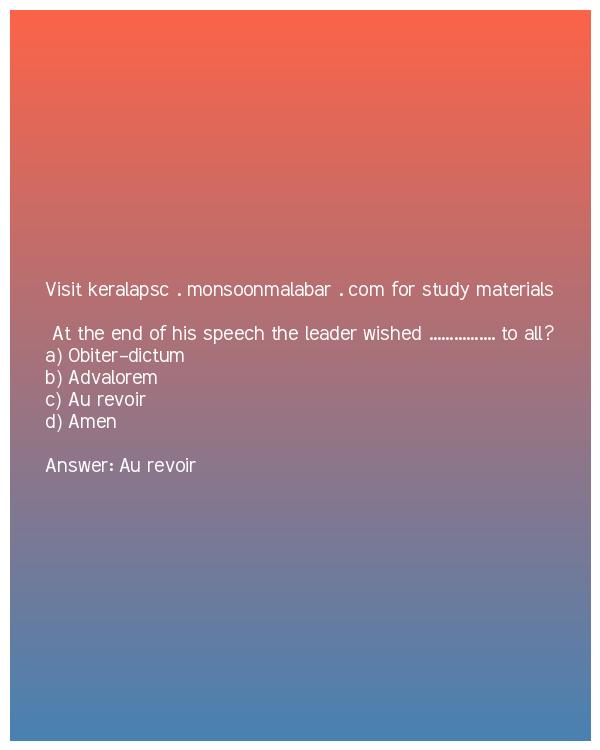 Visit keralapsc . monsoonmalabar . com for study materials
At the end of his speech the leader wished ................ to all?
a) Obiter-dictum
b) Advalorem
c) Au revoir
d) Amen
Answer: Au revoir